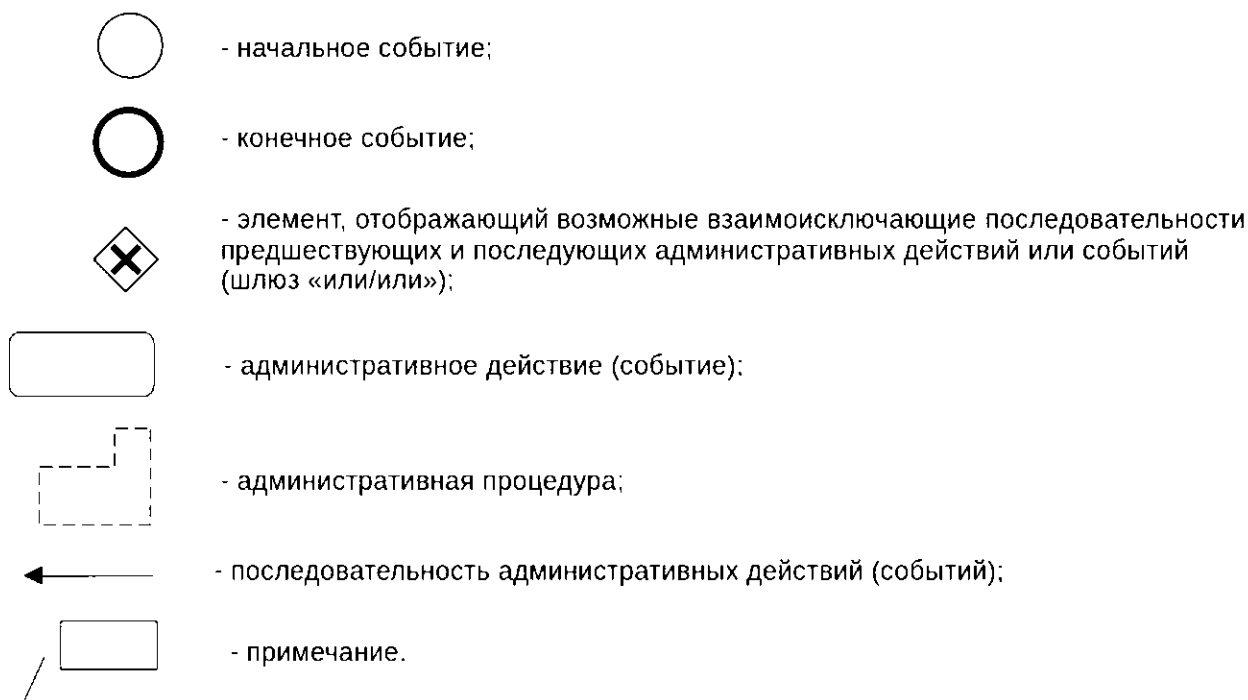 - начальное событие;
- конечное событие;
- элемент, отображающий возможные взаимоисключающие последовательности
предшествующих и последующих административных действий или событий
(шлюз «или/или»);
- административное действие (событие);
- административная процедура;
- последовательность административных действий (событий);
- примечание.